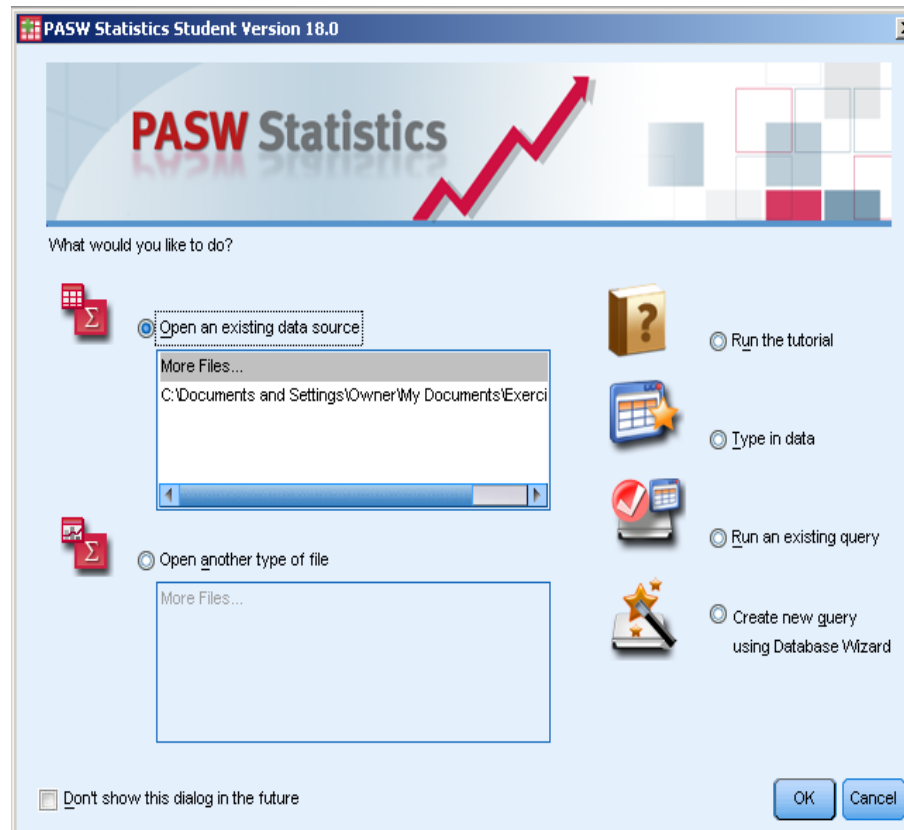 PASW Statistics Student Version 18.0
PASW Statistics
What would you like to do?
Open an existing data source
More Files...
C:\Documents and Settings\Owner\My Documents\Exerci
Open another type of file
More Files...
Run the tutorial
Type in data
Run an existing query
Create new query
using Database Wizard
Don't show this dialog in the future
OK
Cancel